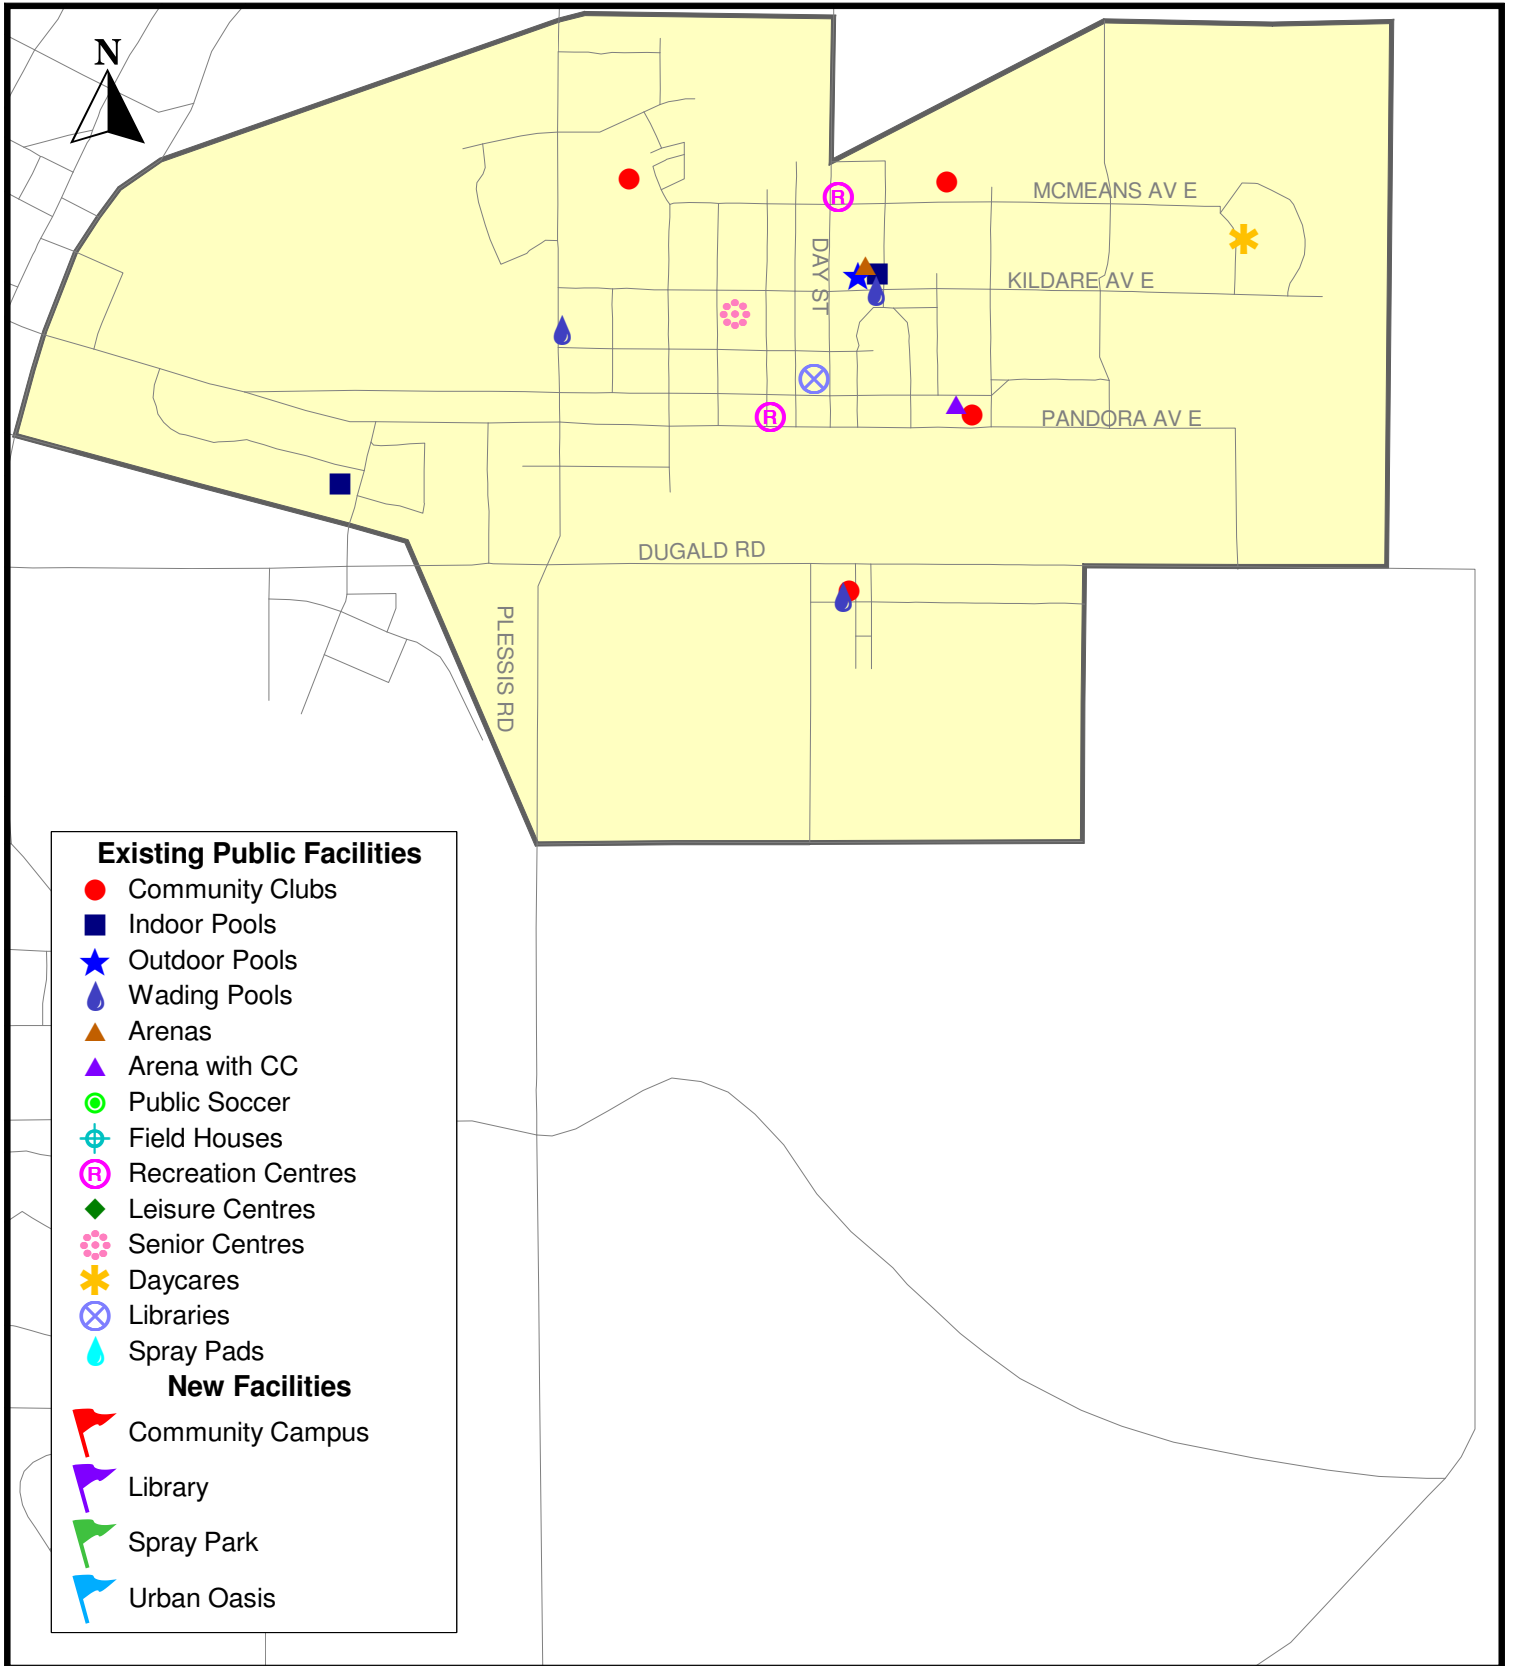 N
MCMEANS AV E
R
DAY ST
KILDARE AV E
R
PANDORA AV E
DUGALD RD
PLESSIS RD
Existing Public Facilities
Community Clubs
Indoor Pools
Outdoor Pools
Wading Pools
Arenas
Arena with CC
Public Soccer
Field Houses
R Recreation Centres
Leisure Centres
Senior Centres
Daycares
Libraries
Spray Pads
New Facilities
Community Campus
Library
Spray Park
Urban Oasis